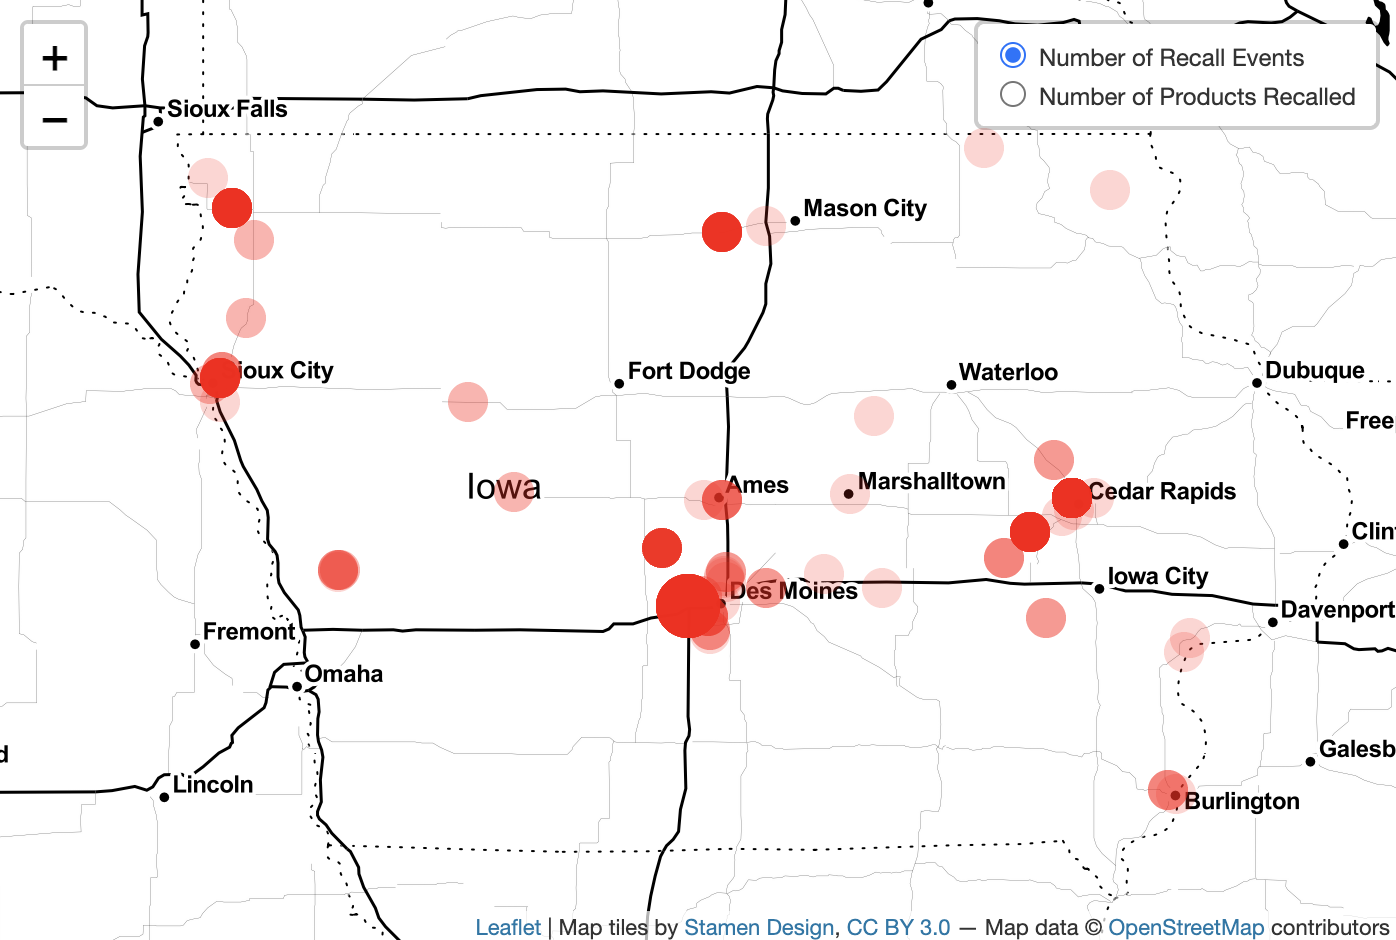 +
−
Number of Recall Events
Number of Products Recalled
Sioux Falls
Mason City
ioux City
Fort Dodge
Waterloo
Dubuque
Free
Iowa
Ames
Marshalltown
Cedar Rapids
Clin
Des Moines
Iowa City
Davenport
Fremont
Omaha
d
Lincoln
Galesb
Burlington
Leaflet | Map tiles by Stamen Design, CC BY 3.0 — Map data © OpenStreetMap contributors